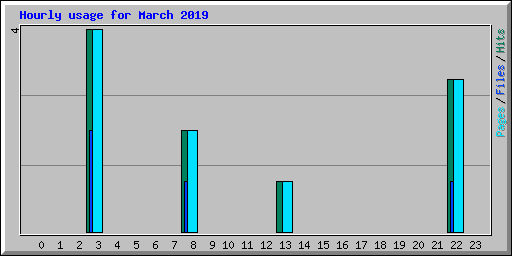 Hourly usage for March 2019
4
Pages/Files/Hits
0 1 2 3 4 5 6 7 8 9 10 11 12 13 14 15 16 17 18 19 20 21 22 23